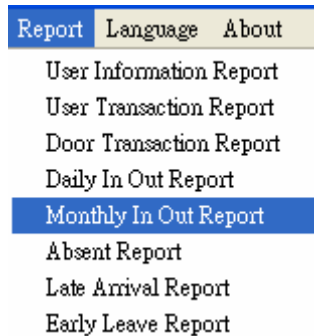 Report Language About
User Information Report
User Transaction Report
Door Transaction Report
Daily In Out Report
Monthly In Out Report
Absent Report
Late Arrival Report
Early Leave Report